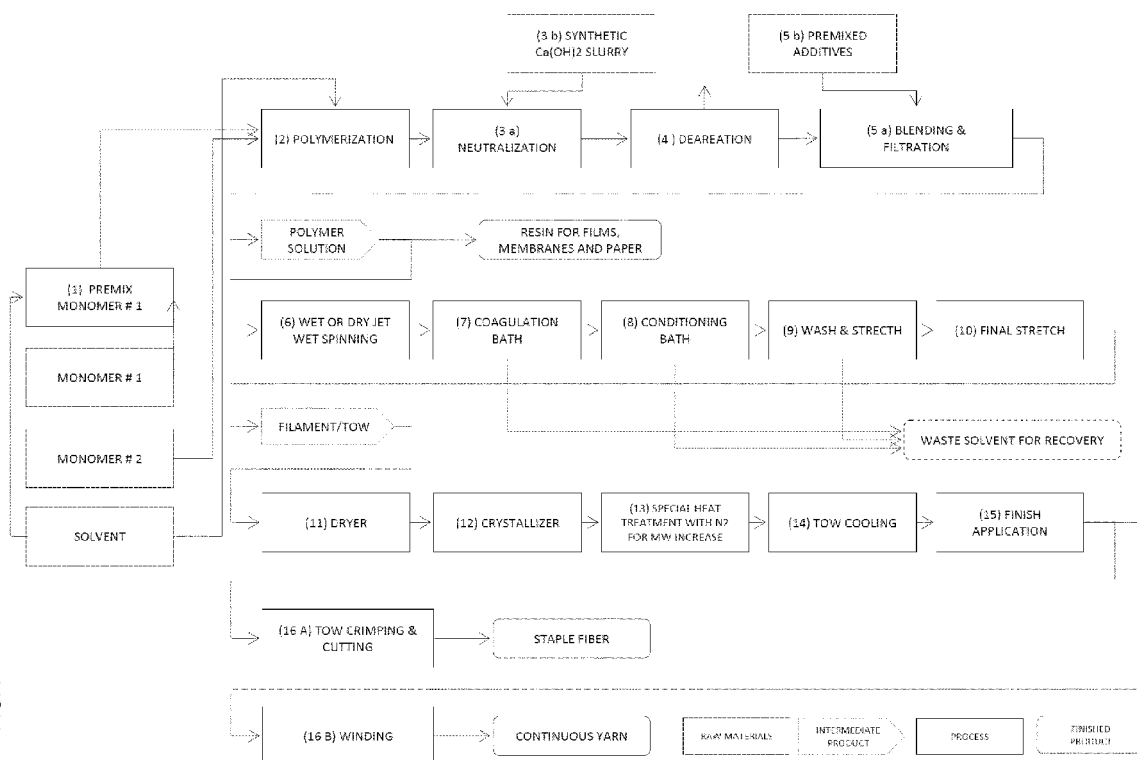 (3 b) SYNTHETIC
Ca(OH)2 SLURRY
(5 b) PREMIXED
ADDITIVES
(2) POLYMERIZATION
(3 a)
NEUTRALIZATION
(4 ) DEAREATION
(5 a) BLENDING &
FILTRATION
POLYMER
SOLUTION
RESIN FOR FILMS,
MEMBRANES AND PAPER
(1) PREMIX
MONOMER # 1
MONOMER # 1
MONOMER # 2
SOLVENT
(6) WET OR DRY JET
WET SPINNING
(7) COAGULATION
BATH
(8) CONDITIONING
BATH
(9) WASH & STRECTH
(10) FINAL STRETCH
FILAMENT/TOW
WASTE SOLVENT FOR RECOVERY
(11) DRYER
(12) CRYSTALLIZER
(13) SPECIAL HEAT
TREATMENT WITH N2
FOR MW INCREASE
(14) TOW COOLING
(15) FINISH
APPLICATION
(16 A) TOW CRIMPING &
CUTTING
STAPLE FIBER
(16 B) WINDING
CONTINUOUS YARN
RAW MATERIALS
INTERMEDIATE
PRODUCT
PROCESS
FINISHED
PRODUCT